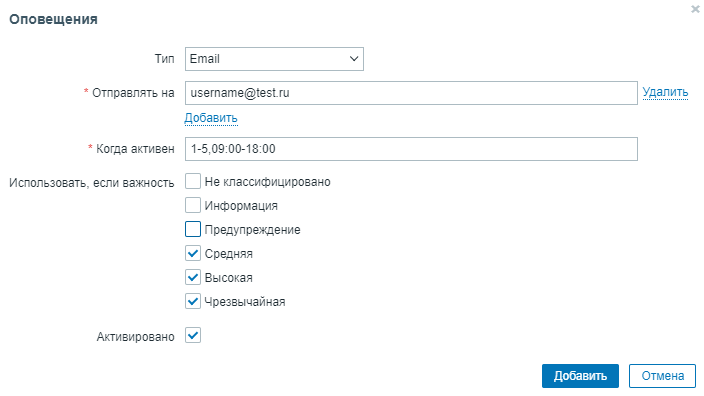 Оповещения
Тип Email
* Отправлять на username@test.ru Удалить
Добавить
* Когда активен 1-5,09:00-18:00
Использовать, если важность Не классифицировано
Информация
Предупреждение
Средняя
Высокая
Чрезвычайная
Активировано
Добавить Отмена